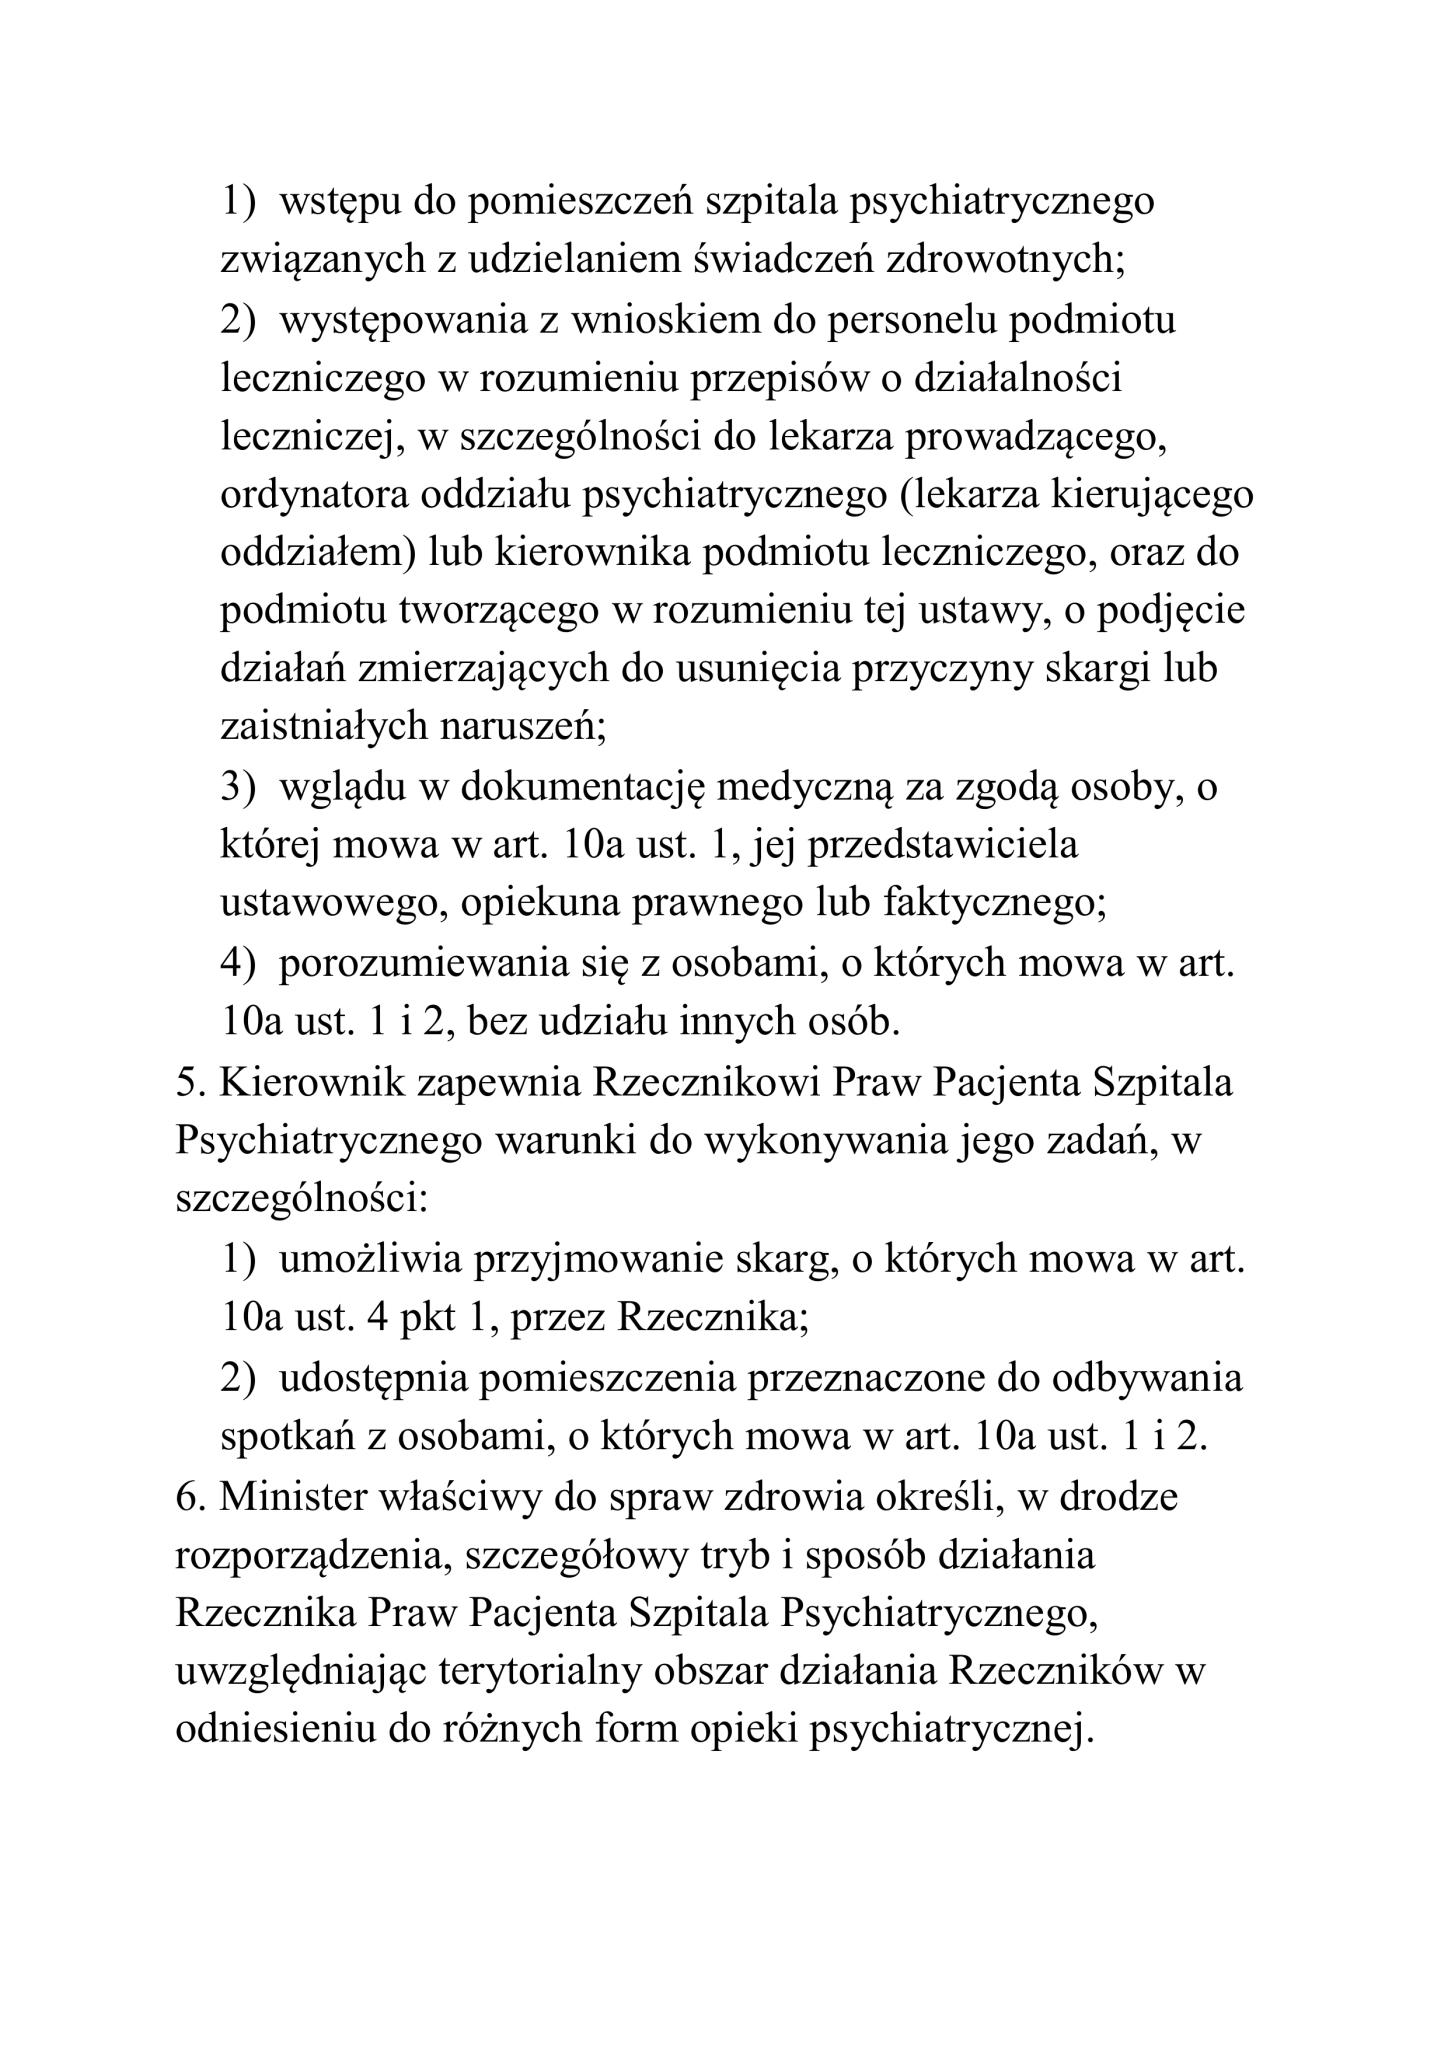 1) wstępu do pomieszczeń szpitala psychiatrycznego
związanych z udzielaniem świadczeń zdrowotnych;
2) występowania z wnioskiem do personelu podmiotu
leczniczego w rozumieniu przepisów o działalności
leczniczej, w szczególności do lekarza prowadzącego,
ordynatora oddziału psychiatrycznego (lekarza kierującego
oddziałem) lub kierownika podmiotu leczniczego, oraz do
podmiotu tworzącego w rozumieniu tej ustawy, o podjęcie
działań zmierzających do usunięcia przyczyny skargi lub
zaistniałych naruszeń;
3) wglądu w dokumentację medyczną za zgodą osoby, o
której mowa w art. 10a ust. 1, jej przedstawiciela
ustawowego, opiekuna prawnego lub faktycznego;
4) porozumiewania się z osobami, o których mowa w art.
10a ust. 1 i 2, bez udziału innych osób.
5. Kierownik zapewnia Rzecznikowi Praw Pacjenta Szpitala
Psychiatrycznego warunki do wykonywania jego zadań, w
szczególności:
1) umożliwia przyjmowanie skarg, o których mowa w art.
10a ust. 4 pkt 1, przez Rzecznika;
2) udostępnia pomieszczenia przeznaczone do odbywania
spotkań z osobami, o których mowa w art. 10a ust. 1 i 2.
6. Minister właściwy do spraw zdrowia określi, w drodze
rozporządzenia, szczegółowy tryb i sposób działania
Rzecznika Praw Pacjenta Szpitala Psychiatrycznego,
uwzględniając terytorialny obszar działania Rzeczników w
odniesieniu do różnych form opieki psychiatrycznej.